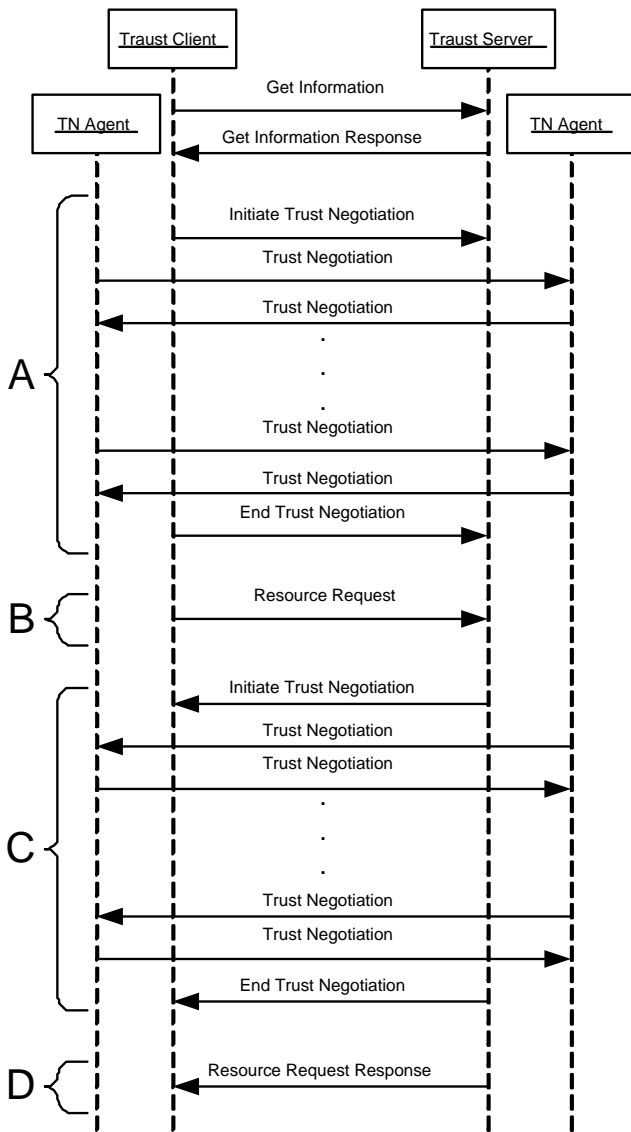 Traust Client
Traust Server
Get Information
TN Agent
TN Agent
Get Information Response
Initiate Trust Negotiation
Trust Negotiation
Trust Negotiation
.
.
.
A
Trust Negotiation
Trust Negotiation
End Trust Negotiation
B
Resource Request
Initiate Trust Negotiation
Trust Negotiation
Trust Negotiation
.
.
C
.
Trust Negotiation
Trust Negotiation
End Trust Negotiation
D
Resource Request Response